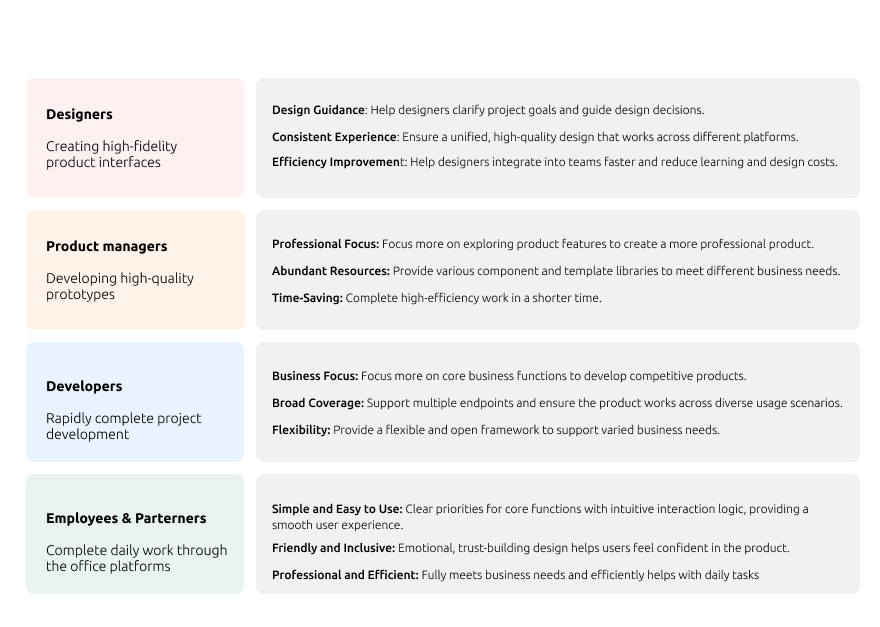 Designers
Creating high-fidelity
product interfaces
Design Guidance: Help designers clarify project goals and guide design decisions.
Consistent Experience: Ensure a unified, high-quality design that works across different platforms.
Efficiency Improvement: Help designers integrate into teams faster and reduce learning and design costs.
Product managers
Developing high-quality
prototypes
Professional Focus: Focus more on exploring product features to create a more professional product.
Abundant Resources: Provide various component and template libraries to meet different business needs.
Time-Saving: Complete high-efficiency work in a shorter time.
Developers
Rapidly complete project
development
Business Focus: Focus more on core business functions to develop competitive products.
Broad Coverage: Support multiple endpoints and ensure the product works across diverse usage scenarios.
Flexibility: Provide a flexible and open framework to support varied business needs.
Employees & Parterners
Complete daily work through
the office platforms
Simple and Easy to Use: Clear priorities for core functions with intuitive interaction logic, providing a
smooth user experience.
Friendly and Inclusive: Emotional, trust-building design helps users feel confident in the product.
Professional and Efficient: Fully meets business needs and efficiently helps with daily tasks